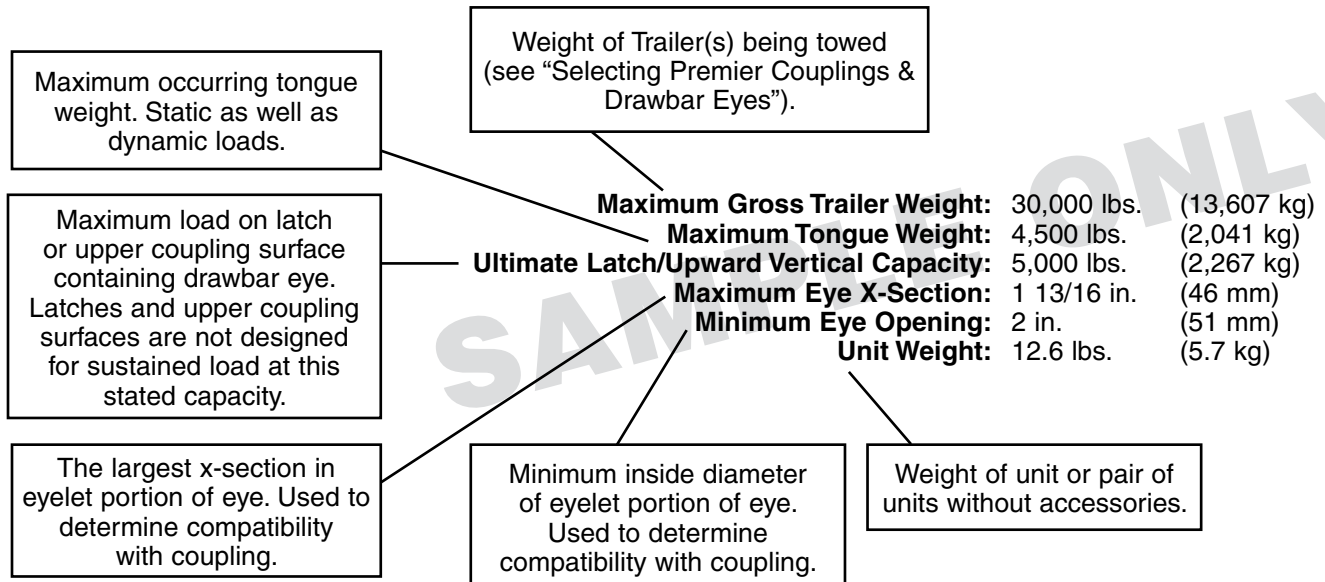 Weight of Trailer(s) being towed
(see “Selecting Premier Couplings &
Drawbar Eyes”).
Maximum occurring tongue
weight. Static as well as
dynamic loads.
Maximum load on latch
or upper coupling surface
containing drawbar eye.
Latches and upper coupling
surfaces are not designed
for sustained load at this
stated capacity.
Maximum Gross Trailer Weight: 30,000 lbs. (13,607 kg)
Maximum Tongue Weight: 4,500 lbs. (2,041 kg)
Ultimate Latch/Upward Vertical Capacity: 5,000 lbs. (2,267 kg)
Maximum Eye X-Section: 1 13/16 in. (46 mm)
Minimum Eye Opening: 2 in. (51 mm)
Unit Weight: 12.6 lbs. (5.7 kg)
SAMPLE ONLY
The largest x-section in
eyelet portion of eye. Used to
determine compatibility
with coupling.
Minimum inside diameter
of eyelet portion of eye.
Used to determine
compatibility with coupling.
Weight of unit or pair of
units without accessories.